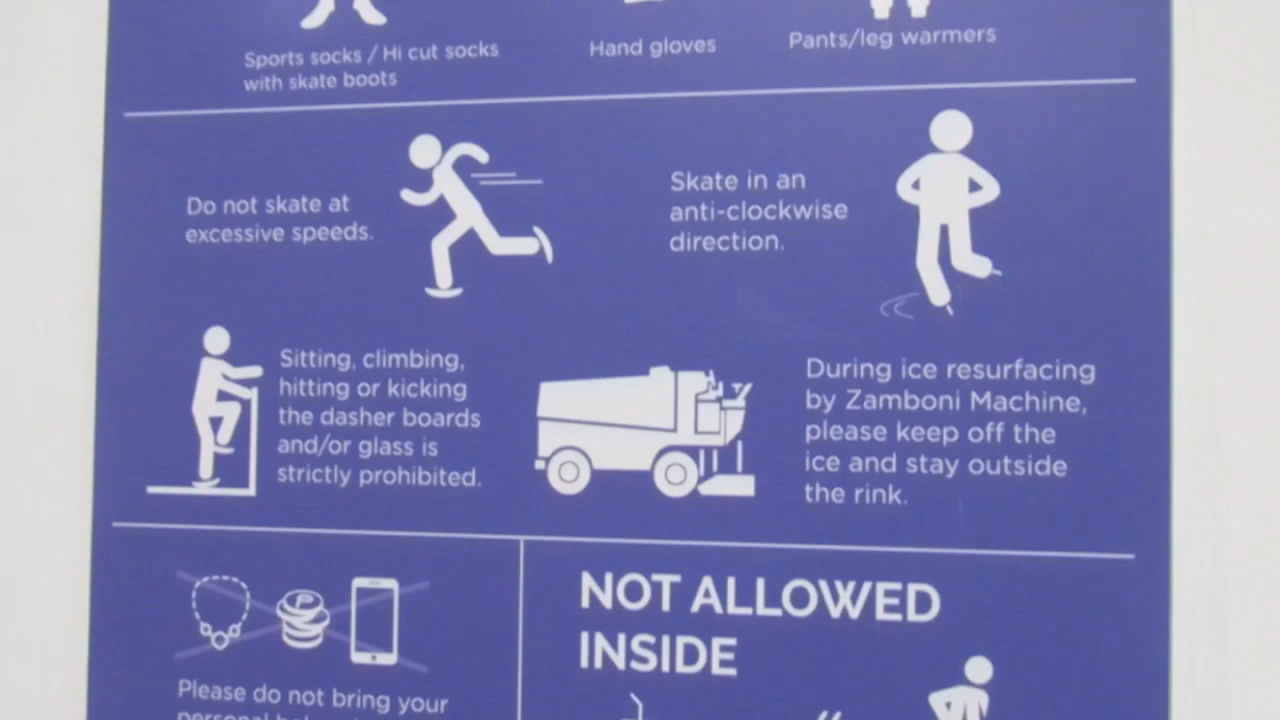 Sports socks / Hi cut socks
with skate boots
Hand gloves
Pants/leg warmers
Do not skate at
excessive speeds.
Skate in an
anti-clockwise
direction.
Sitting, climbing,
hitting or kicking
the dasher boards
and/or glass is
strictly prohibited.
During ice resurfacing
by Zamboni Machine,
please keep off the
ice and stay outside
the rink.
P
Please do not bring your
personal
NOT ALLOWED
INSIDE